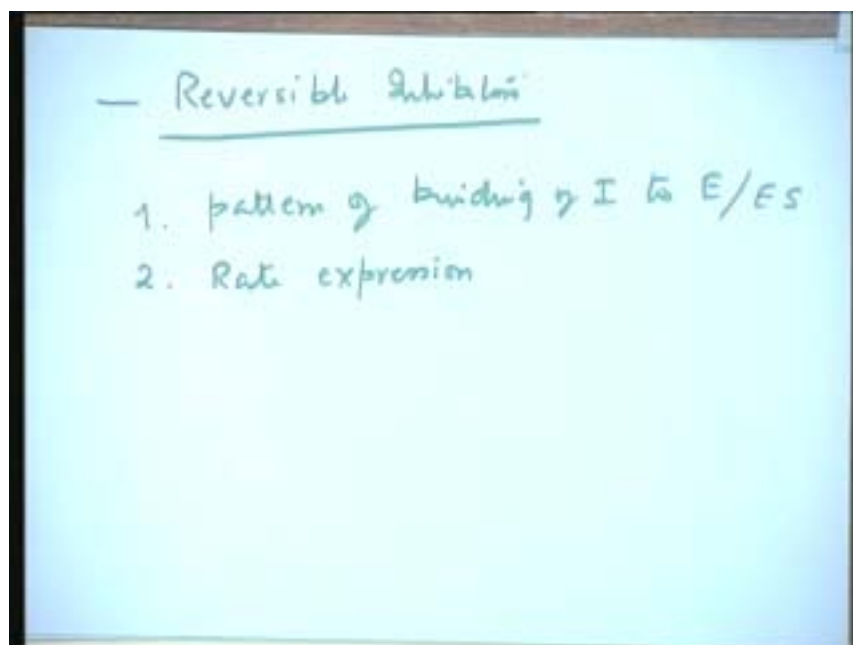 — Reversible Inhibition
1. pattern of binding of I to E/ES
2. Rate expression